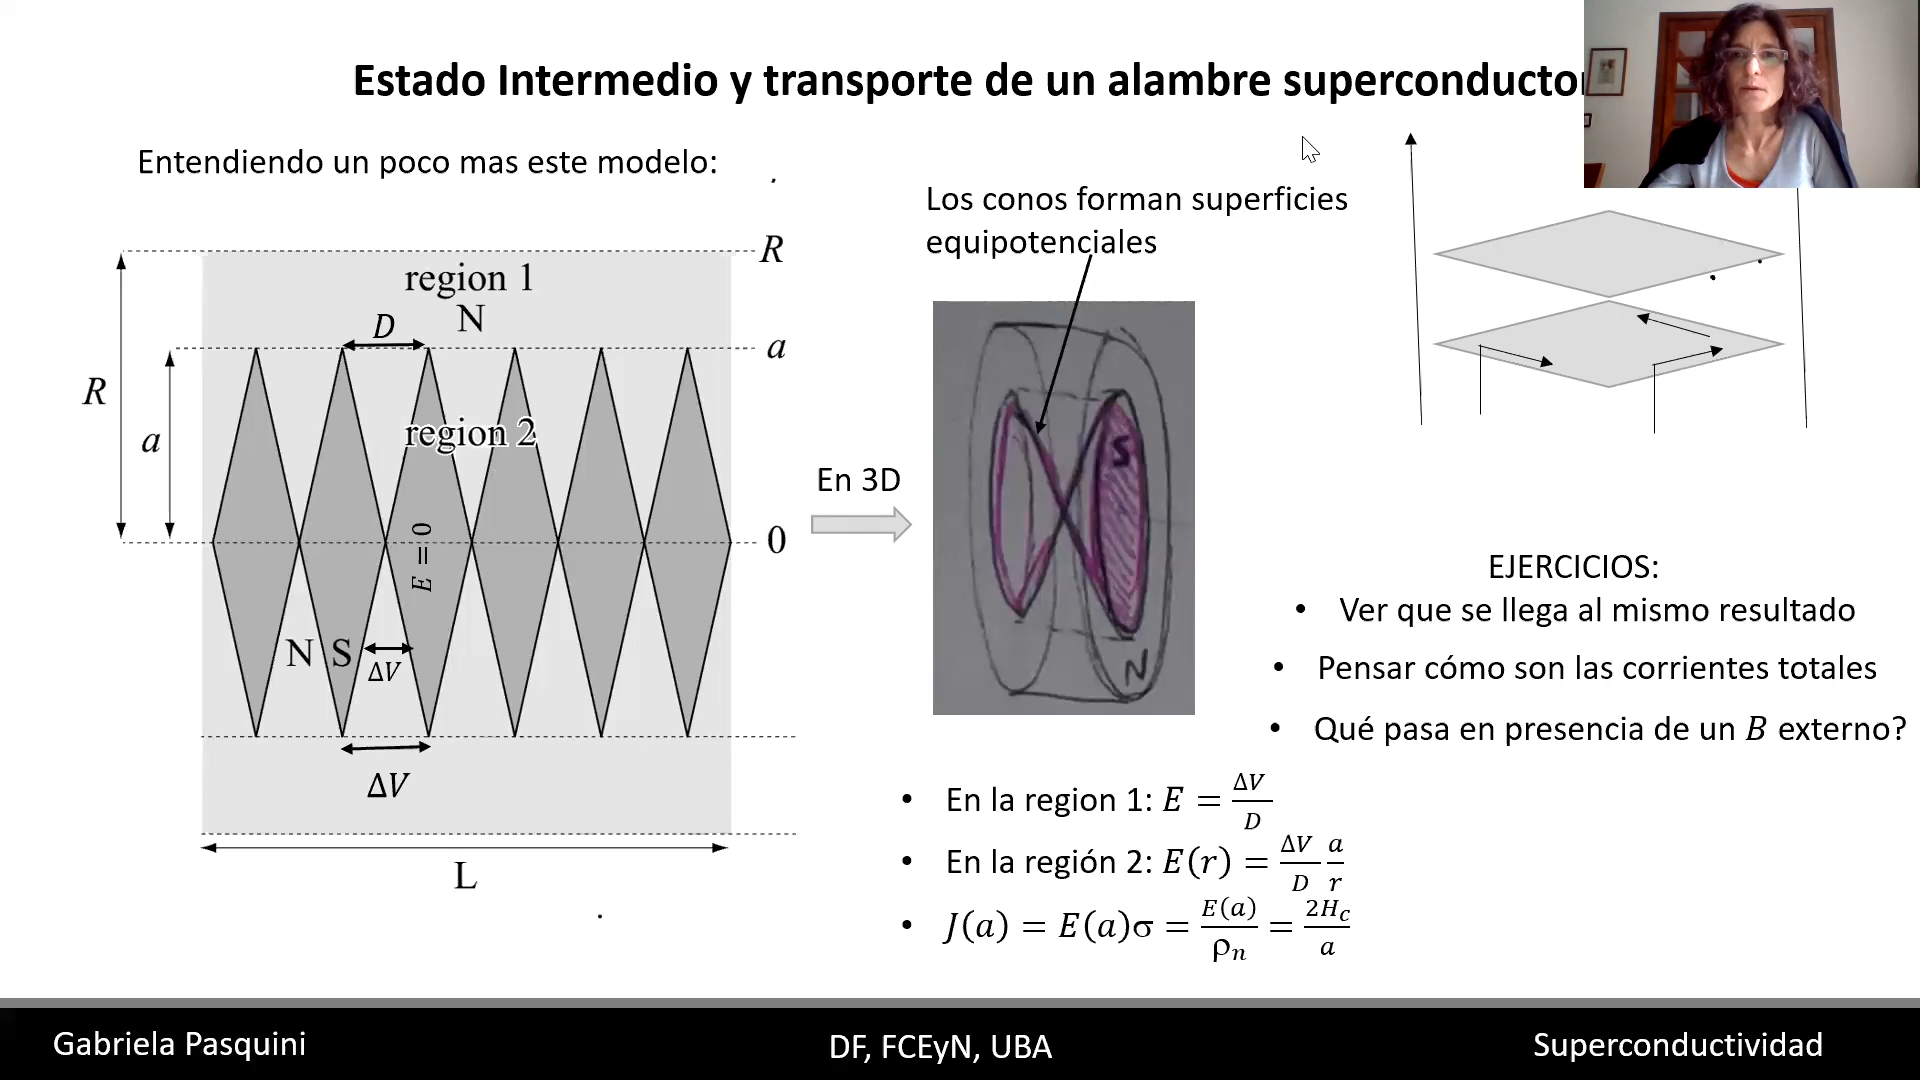 Estado Intermedio y transporte de un alambre superconductor
Entendiendo un poco mas este modelo:
R
region 1
N
D
a
R
a
region 2
E = 0
0
N S
ΔV
ΔV
L
En 3D
Los conos forman superficies
equipotenciales
S
N
EJERCICIOS:
• Ver que se llega al mismo resultado
• Pensar cómo son las corrientes totales
• Qué pasa en presencia de un B externo?
• En la region 1: E = ΔV/D
• En la región 2: E(r) = ΔV/D a/r
• J(a) = E(a)σ = E(a)/ρn = 2Hc/a
Gabriela Pasquini
DF, FCEyN, UBA
Superconductividad